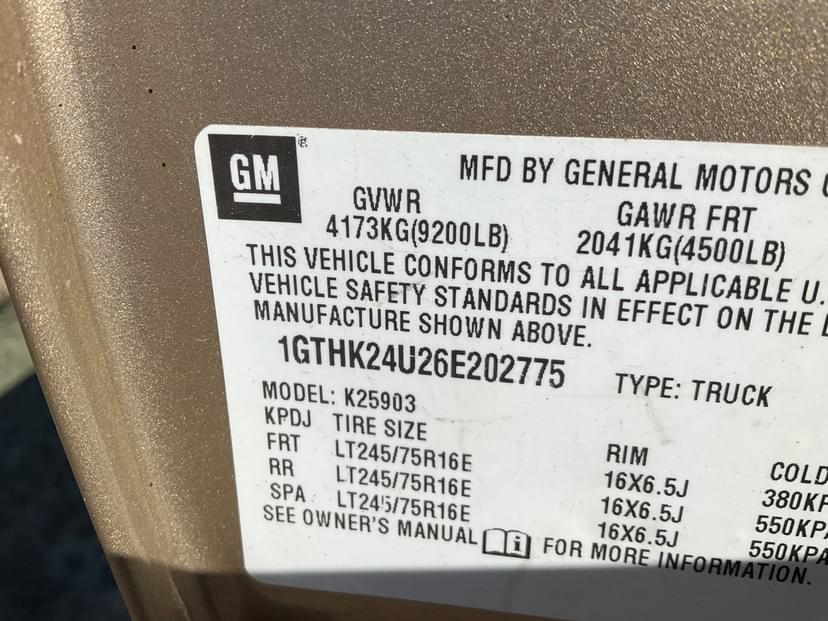 GM
MFD BY GENERAL MOTORS
GVWR GAWR FRT
4173KG(9200LB) 2041KG(4500LB)
THIS VEHICLE CONFORMS TO ALL APPLICABLE U.
VEHICLE SAFETY STANDARDS IN EFFECT ON THE
MANUFACTURE SHOWN ABOVE.
1GTHK24U26E202775 TYPE: TRUCK
MODEL: K25903
KPDJ TIRE SIZE RIM COLD
FRT LT245/75R16E 16X6.5J 380KP
RR LT245/75R16E 16X6.5J 550KPA
SPA LT245/75R16E 16X6.5J 550KPA
SEE OWNER'S MANUAL i FOR MORE INFORMATION.